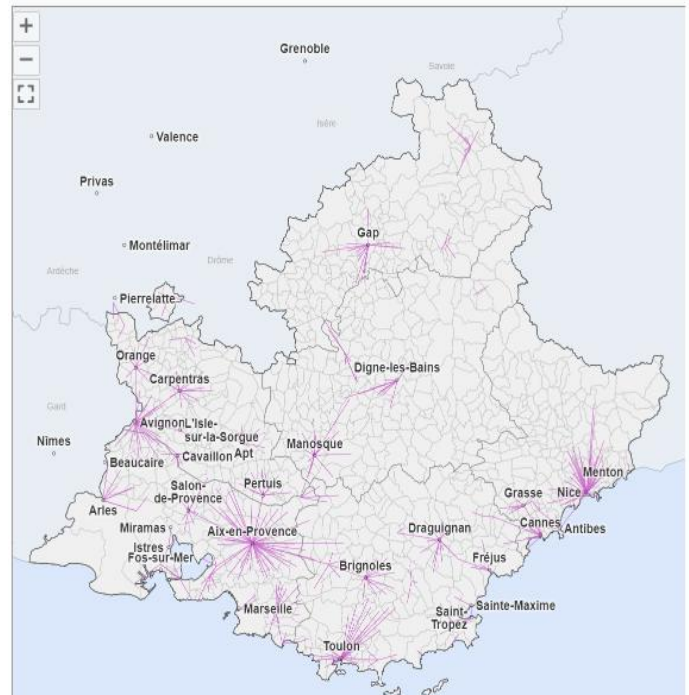 +
−
Grenoble
Savoie
Isère
Valence
Privas
Gap
Montélimar
Drôme
Ardèche
Pierrelatte
Orange
Digne-les-Bains
Carpentras
Gard
Avignon
L'Isle-
sur-la-Sorgue
Nîmes
Manosque
Beaucaire
Cavaillon
Apt
Menton
Pertuis
Salon-
de-Provence
Grasse
Nice
Arles
Miramas
Aix-en-Provence
Draguignan
Cannes
Antibes
Istres
Fos-sur-Mer
Fréjus
Brignoles
Marseille
Saint-
Tropez
Sainte-Maxime
Toulon